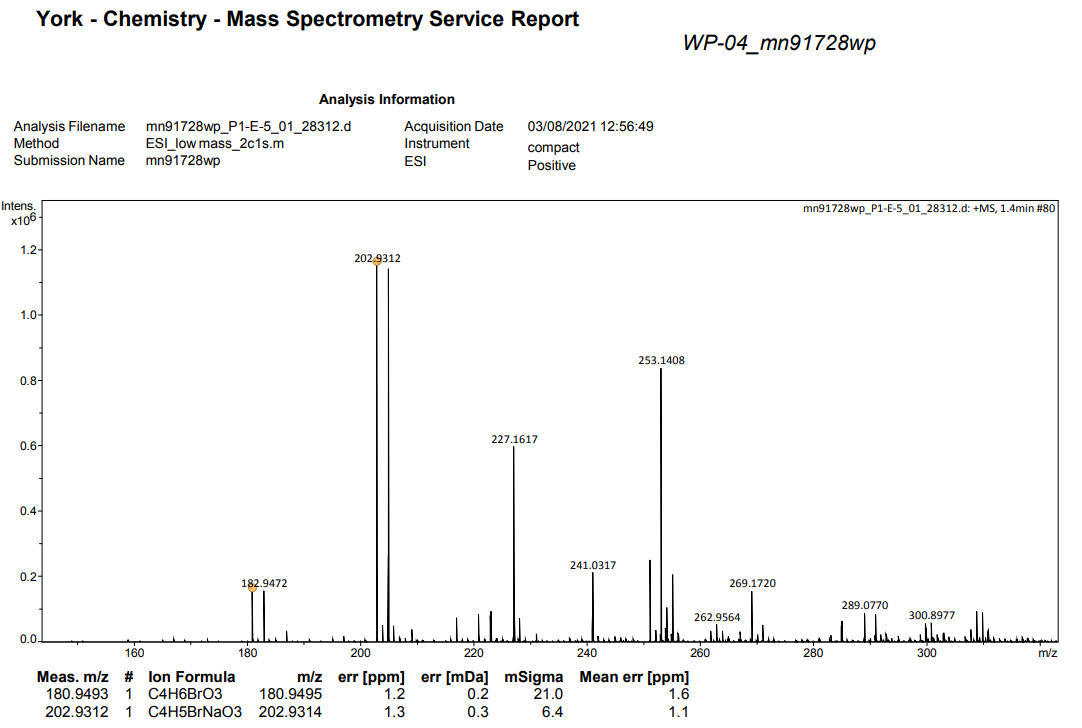 York - Chemistry - Mass Spectrometry Service Report
WP-04_mn91728wp
Analysis Information
Analysis Filename mn91728wp_P1-E-5_01_28312.d Acquisition Date 03/08/2021 12:56:49
Method ESI_low mass_2c1s.m Instrument compact
Submission Name mn91728wp ESI Positive
Intens.
x10⁶
mn91728wp_P1-E-5_01_28312.d: +MS, 1.4min #80
1.2
202.9312
1.0
253.1408
0.8
227.1617
0.6
0.4
241.0317
0.2
182.9472
269.1720
289.0770
262.9564
300.8977
0.0
160 180 200 220 240 260 280 300 m/z
Meas. m/z # Ion Formula m/z err [ppm] err [mDa] mSigma Mean err [ppm]
180.9493 1 C4H6BrO3 180.9495 1.2 0.2 21.0 1.6
202.9312 1 C4H5BrNaO3 202.9314 1.3 0.3 6.4 1.1